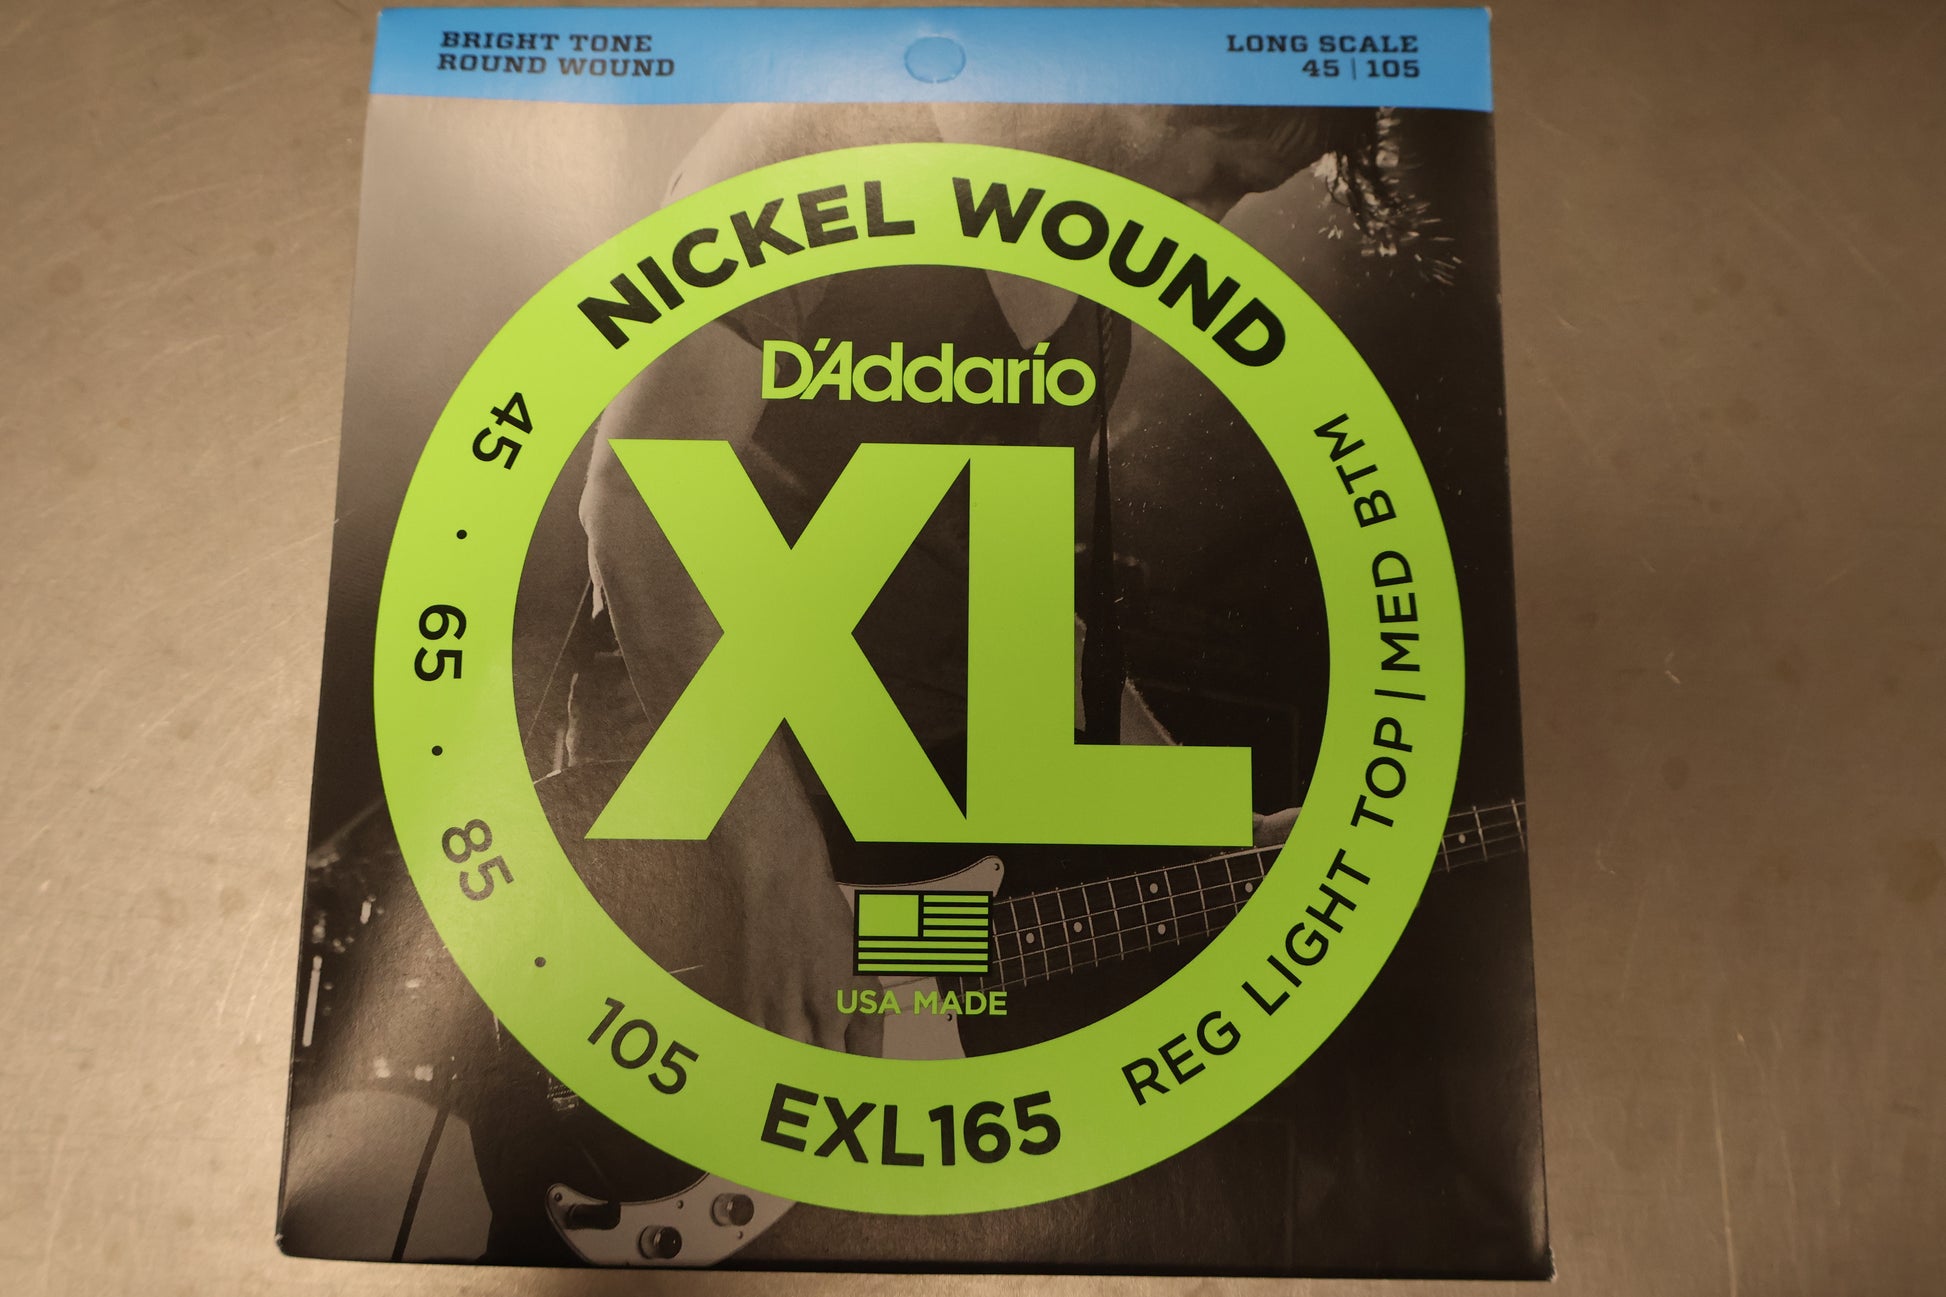 BRIGHT TONE
ROUND WOUND
LONG SCALE
45 | 105
NICKEL WOUND
D'Addario
XL
USA MADE
45 · 65 · 85 · 105
EXL165
REG LIGHT TOP | MED BTM